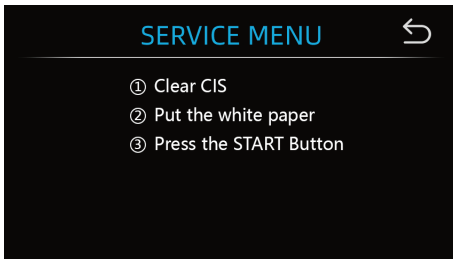 SERVICE MENU
① Clear CIS
② Put the white paper
③ Press the START Button